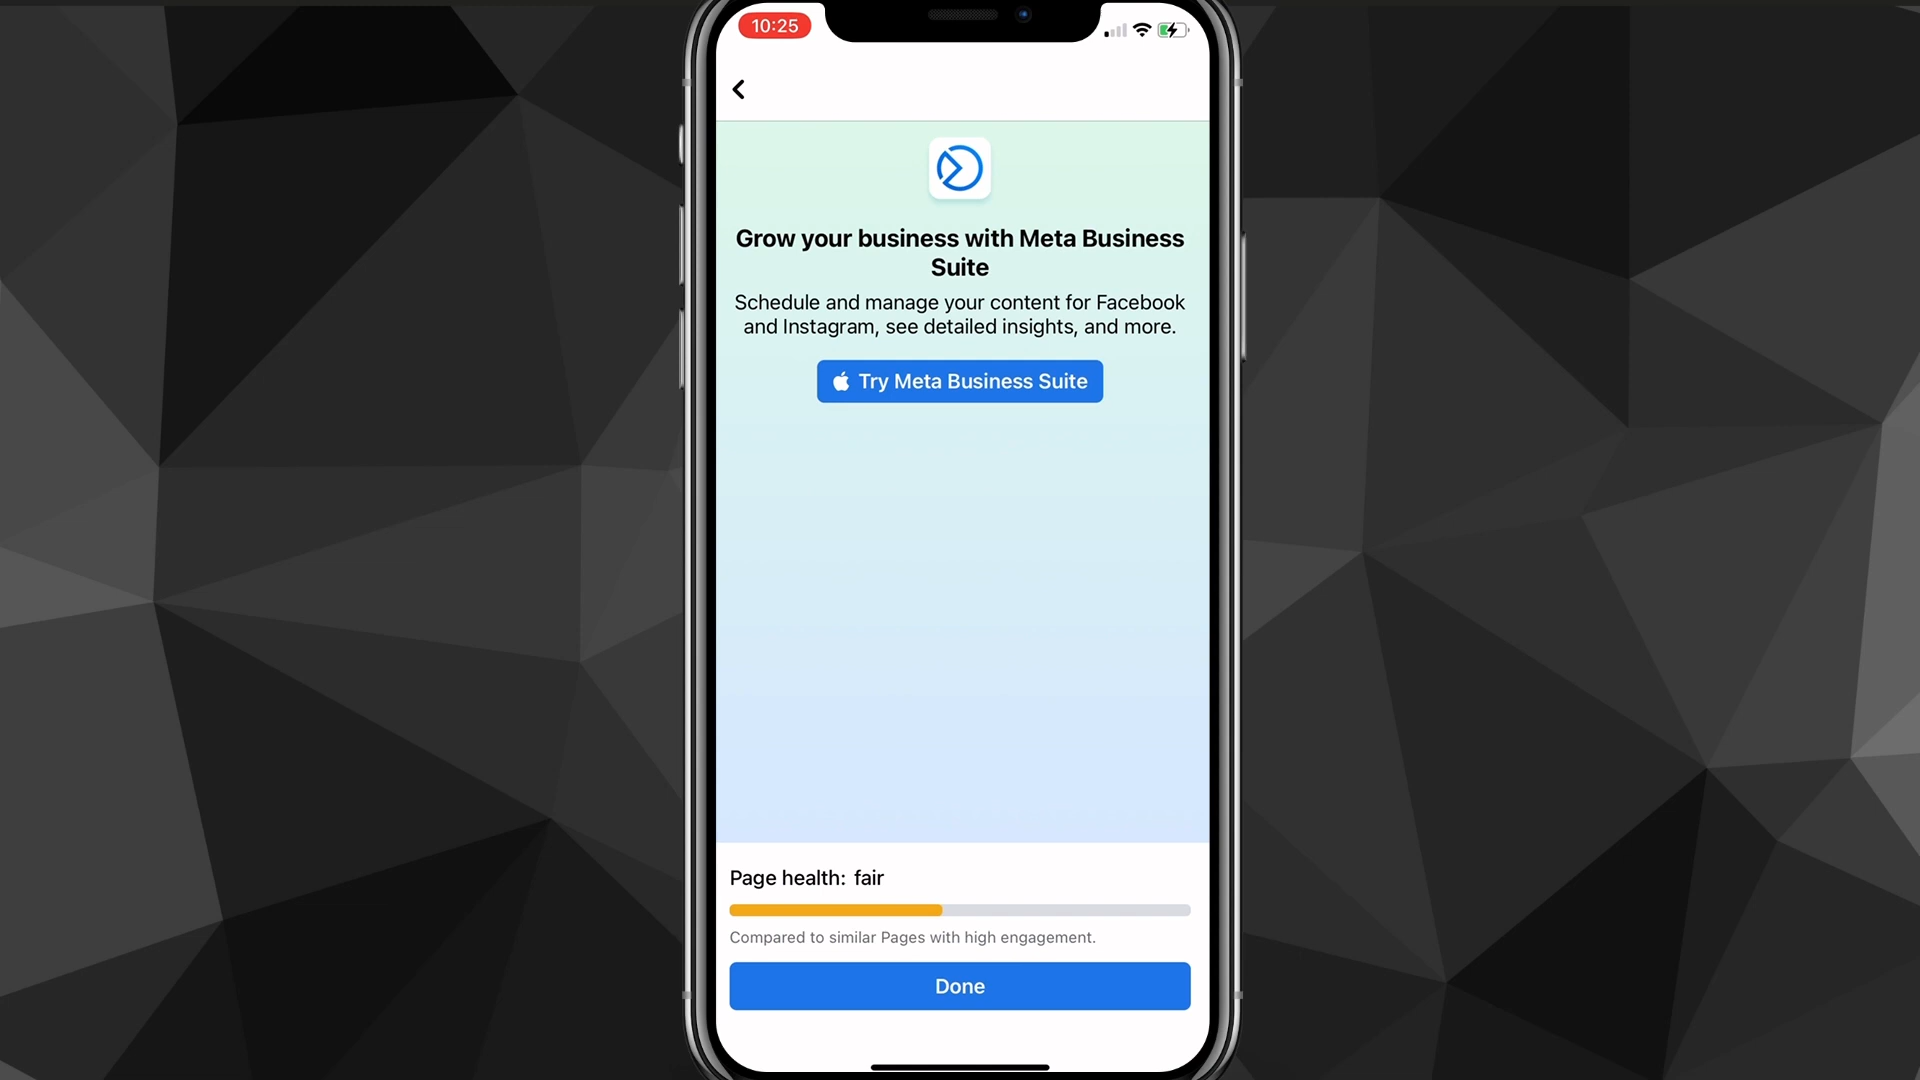 10:25
Grow your business with Meta Business
Suite
Schedule and manage your content for Facebook
and Instagram, see detailed insights, and more.
Try Meta Business Suite
Page health: fair
Compared to similar Pages with high engagement.
Done